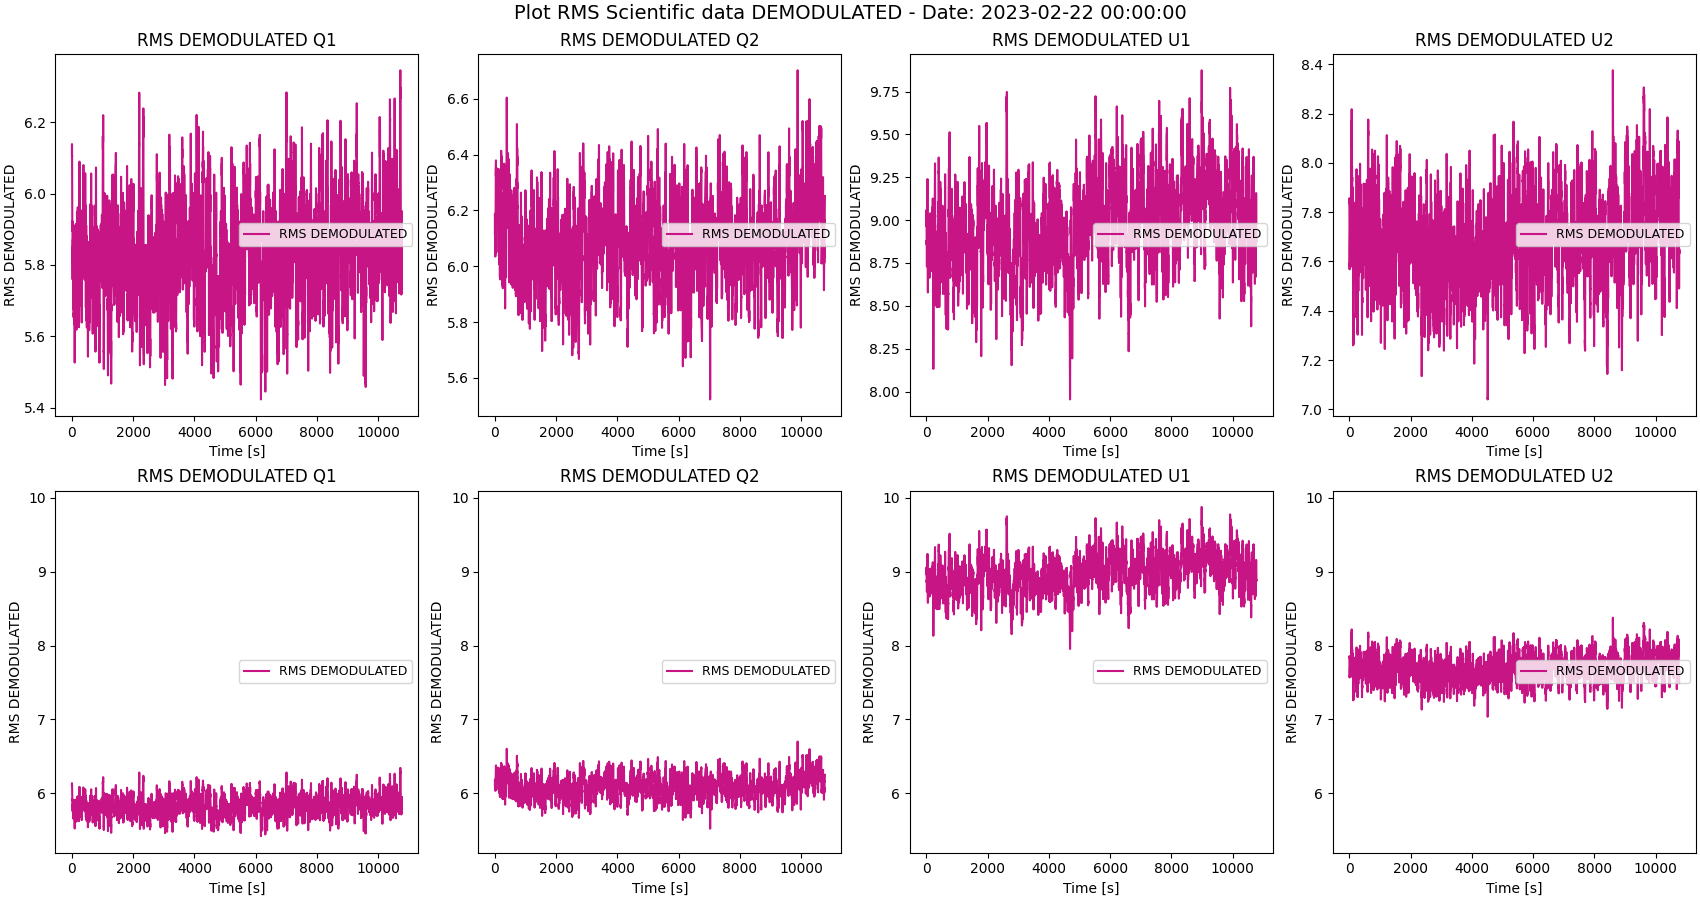 Plot RMS Scientific data DEMODULATED - Date: 2023-02-22 00:00:00
RMS DEMODULATED Q1
RMS DEMODULATED
6.2
6.0
5.8
5.6
5.4
0 2000 4000 6000 8000 10000
Time [s]
RMS DEMODULATED
RMS DEMODULATED Q2
RMS DEMODULATED
6.6
6.4
6.2
6.0
5.8
5.6
0 2000 4000 6000 8000 10000
Time [s]
RMS DEMODULATED
RMS DEMODULATED U1
RMS DEMODULATED
9.75
9.50
9.25
9.00
8.75
8.50
8.25
8.00
0 2000 4000 6000 8000 10000
Time [s]
RMS DEMODULATED
RMS DEMODULATED U2
RMS DEMODULATED
8.4
8.2
8.0
7.8
7.6
7.4
7.2
7.0
0 2000 4000 6000 8000 10000
Time [s]
RMS DEMODULATED
RMS DEMODULATED Q1
RMS DEMODULATED
10
9
8
7
6
0 2000 4000 6000 8000 10000
Time [s]
RMS DEMODULATED
RMS DEMODULATED Q2
RMS DEMODULATED
10
9
8
7
6
0 2000 4000 6000 8000 10000
Time [s]
RMS DEMODULATED
RMS DEMODULATED U1
RMS DEMODULATED
10
9
8
7
6
0 2000 4000 6000 8000 10000
Time [s]
RMS DEMODULATED
RMS DEMODULATED U2
RMS DEMODULATED
10
9
8
7
6
0 2000 4000 6000 8000 10000
Time [s]
RMS DEMODULATED